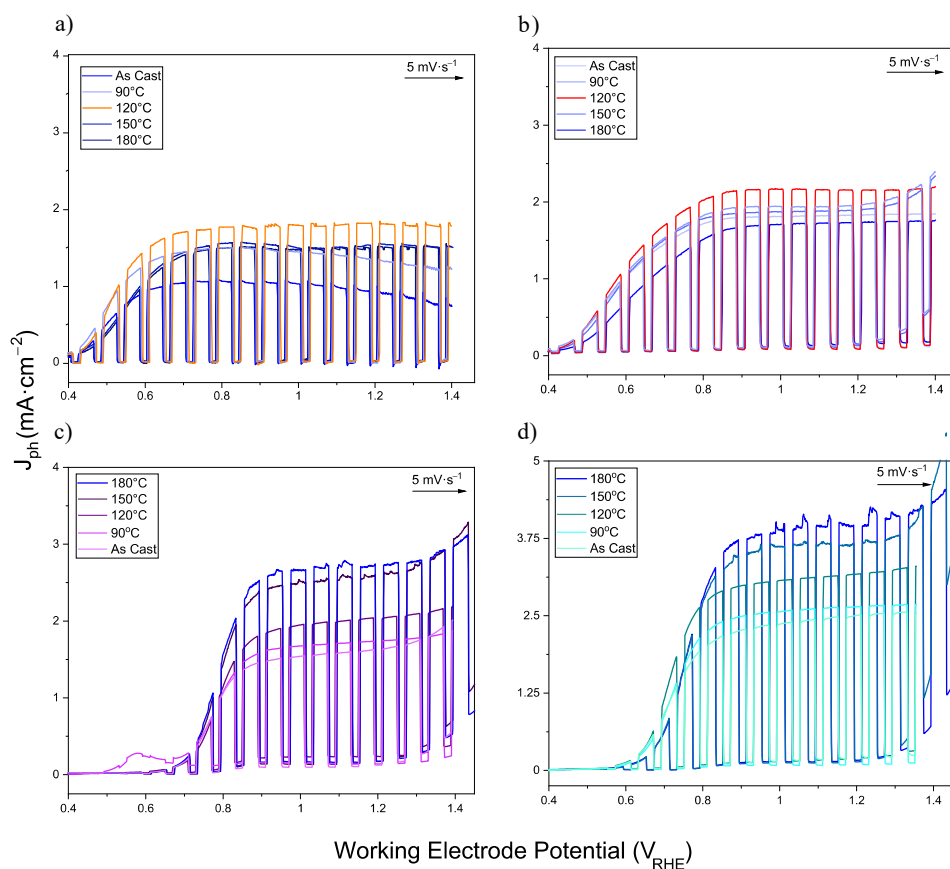 a)
4
3
2
1
0
As Cast
90°C
120°C
150°C
180°C
5 mV·s⁻¹
0.4 0.6 0.8 1 1.2 1.4
b)
4
3
2
1
0
As Cast
90°C
120°C
150°C
180°C
5 mV·s⁻¹
0.4 0.6 0.8 1 1.2 1.4
J_ph (mA·cm⁻²)
c)
4
3
2
1
0
180°C
150°C
120°C
90°C
As Cast
5 mV·s⁻¹
0.4 0.6 0.8 1 1.2 1.4
d)
5
3.75
2.5
1.25
0
180°C
150°C
120°C
90°C
As Cast
5 mV·s⁻¹
0.4 0.6 0.8 1 1.2 1.4
Working Electrode Potential (V_RHE)